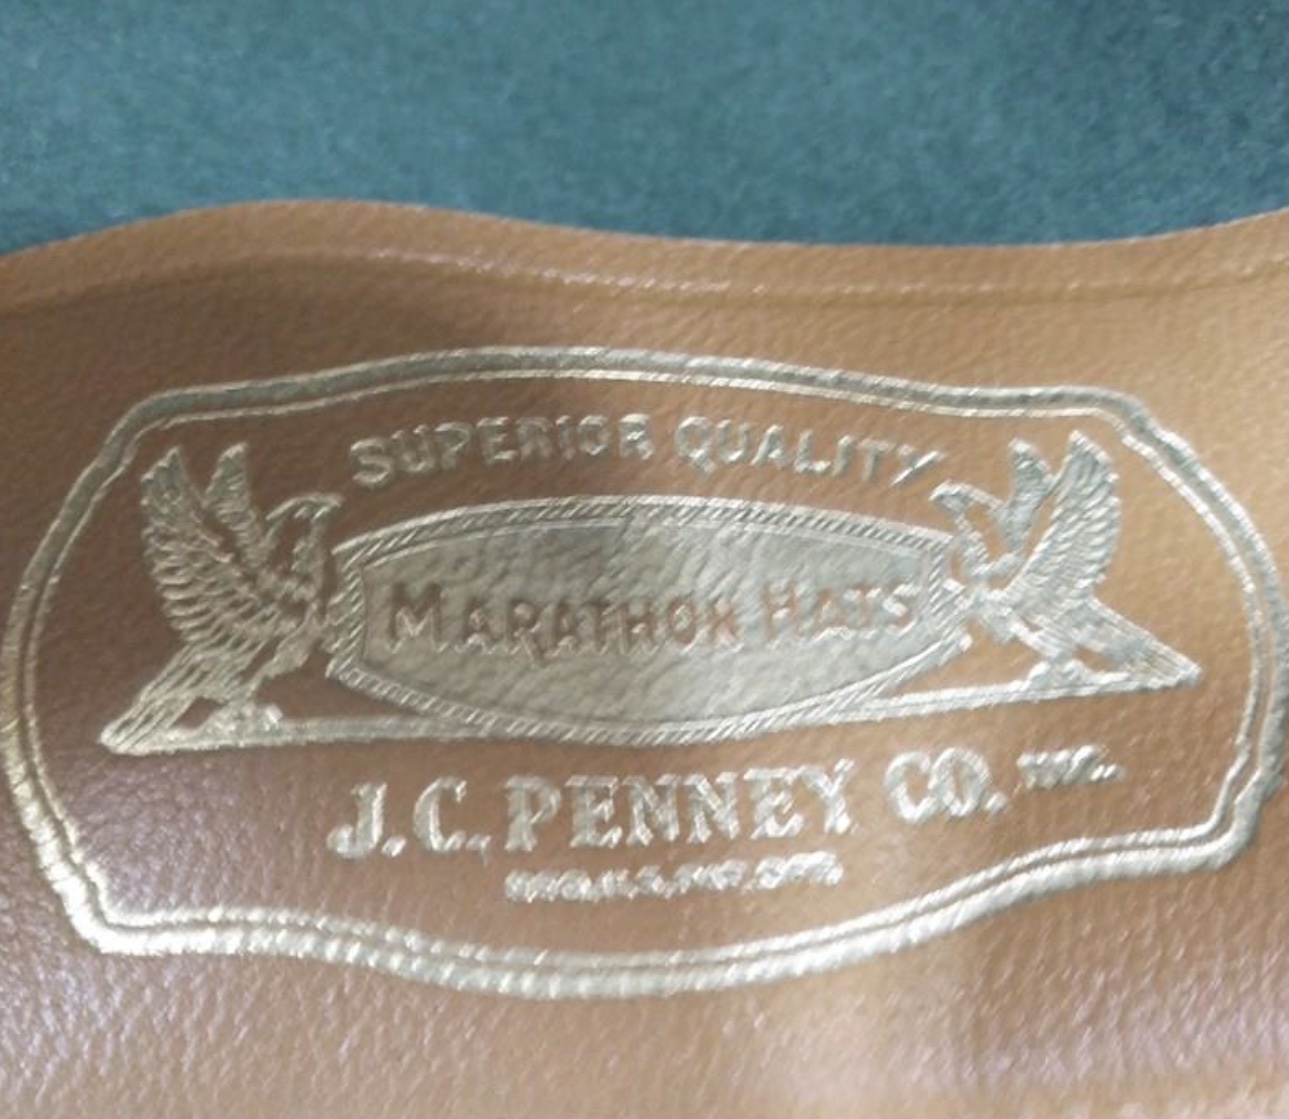 SUPERIOR QUALITY
MARATHON HATS
J.C. PENNEY CO. INC.
REG. U.S. PAT. OFF.